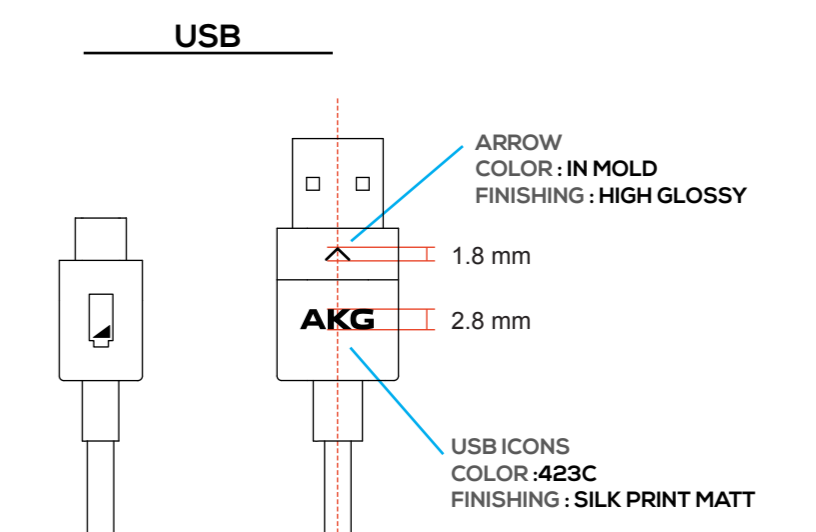 USB
ARROW
COLOR : IN MOLD
FINISHING : HIGH GLOSSY
1.8 mm
AKG
2.8 mm
USB ICONS
COLOR :423C
FINISHING : SILK PRINT MATT